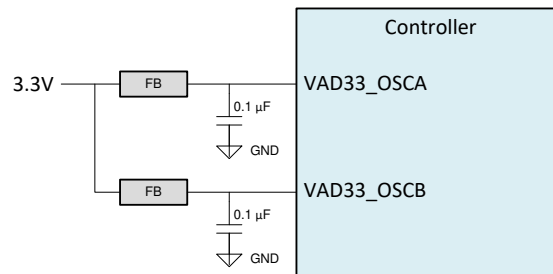 Controller
3.3V
FB
VAD33_OSCA
0.1 µF
GND
FB
VAD33_OSCB
0.1 µF
GND